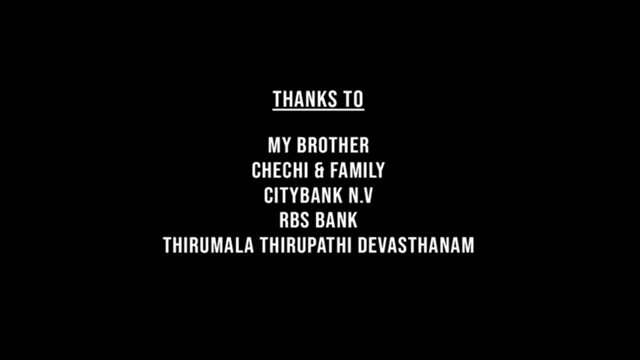 THANKS TO
MY BROTHER
CHECHI & FAMILY
CITYBANK N.V
RBS BANK
THIRUMALA THIRUPATHI DEVASTHANAM